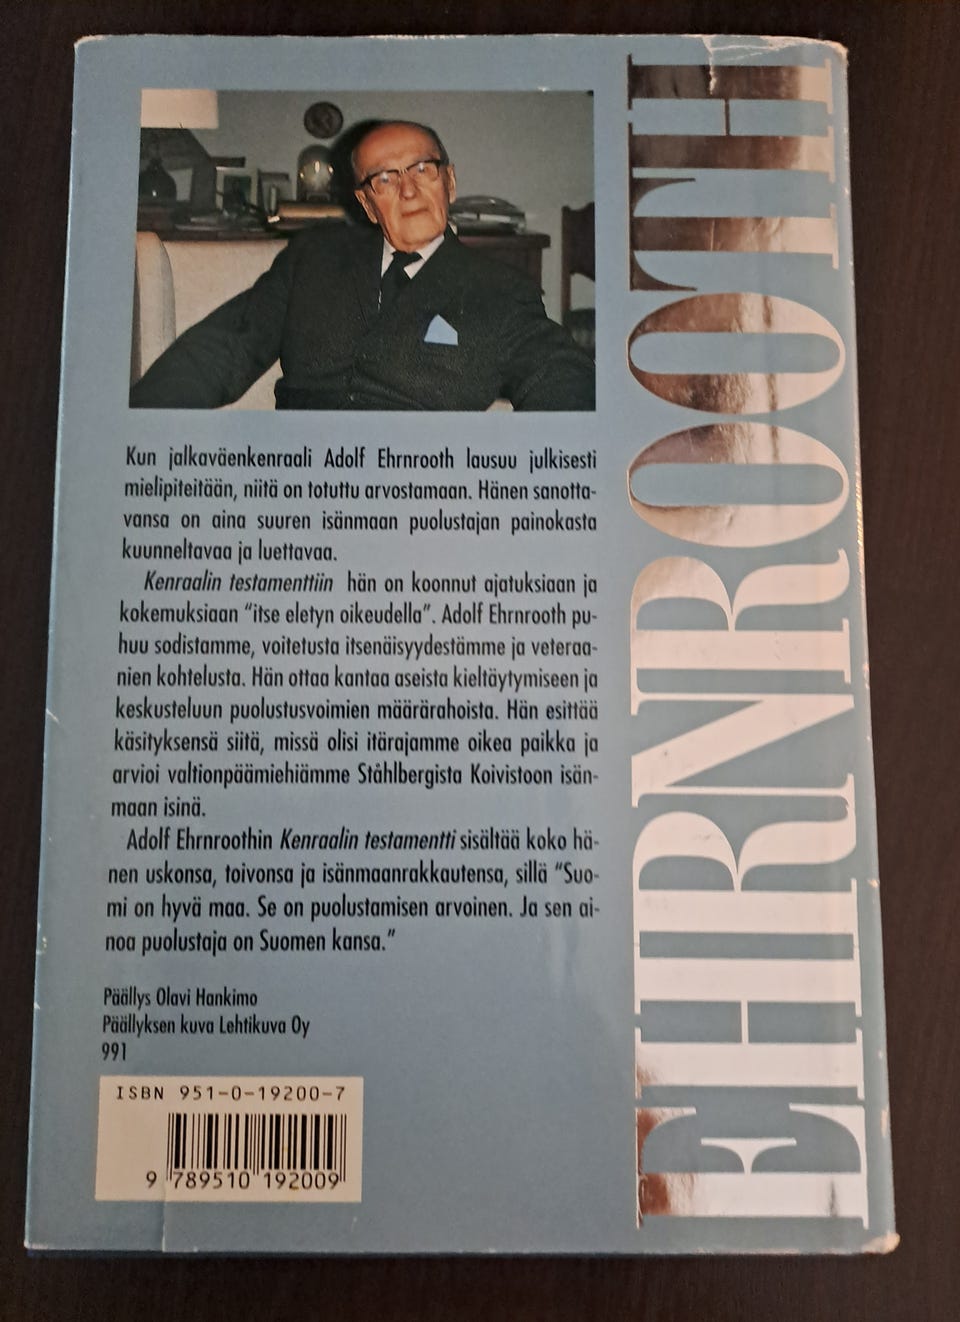 Kun jalkaväenkenraali Adolf Ehrnrooth lausuu julkisesti
mielipiteitään, niitä on totuttu arvostamaan. Hänen sanotta-
vansa on aina suuren isänmaan puolustajan painokasta
kuunneltavaa ja luettavaa.
Kenraalin testamenttiin hän on koonnut ajatuksiaan ja
kokemuksiaan "itse eletyn oikeudella". Adolf Ehrnrooth pu-
huu sodistamme, voitetusta itsenäisyydestämme ja veteraa-
nien kohtelusta. Hän ottaa kantaa aseista kieltäytymiseen ja
keskusteluun puolustusvoimien määrärahoista. Hän esittää
käsityksensä siitä, missä olisi itärajamme oikea paikka ja
arvioi valtionpäämiehiämme Ståhlbergista Koivistoon isän-
maan isinä.
Adolf Ehrnroothin Kenraalin testamentti sisältää koko hä-
nen uskonsa, toivonsa ja isänmaanrakkautensa, sillä "Suo-
mi on hyvä maa. Se on puolustamisen arvoinen. Ja sen ai-
noa puolustaja on Suomen kansa."
Päällys Olavi Hankimo
Päällyksen kuva Lehtikuva Oy
991
ISBN 951-0-19200-7
9 789510 192009
EHRNROOTH